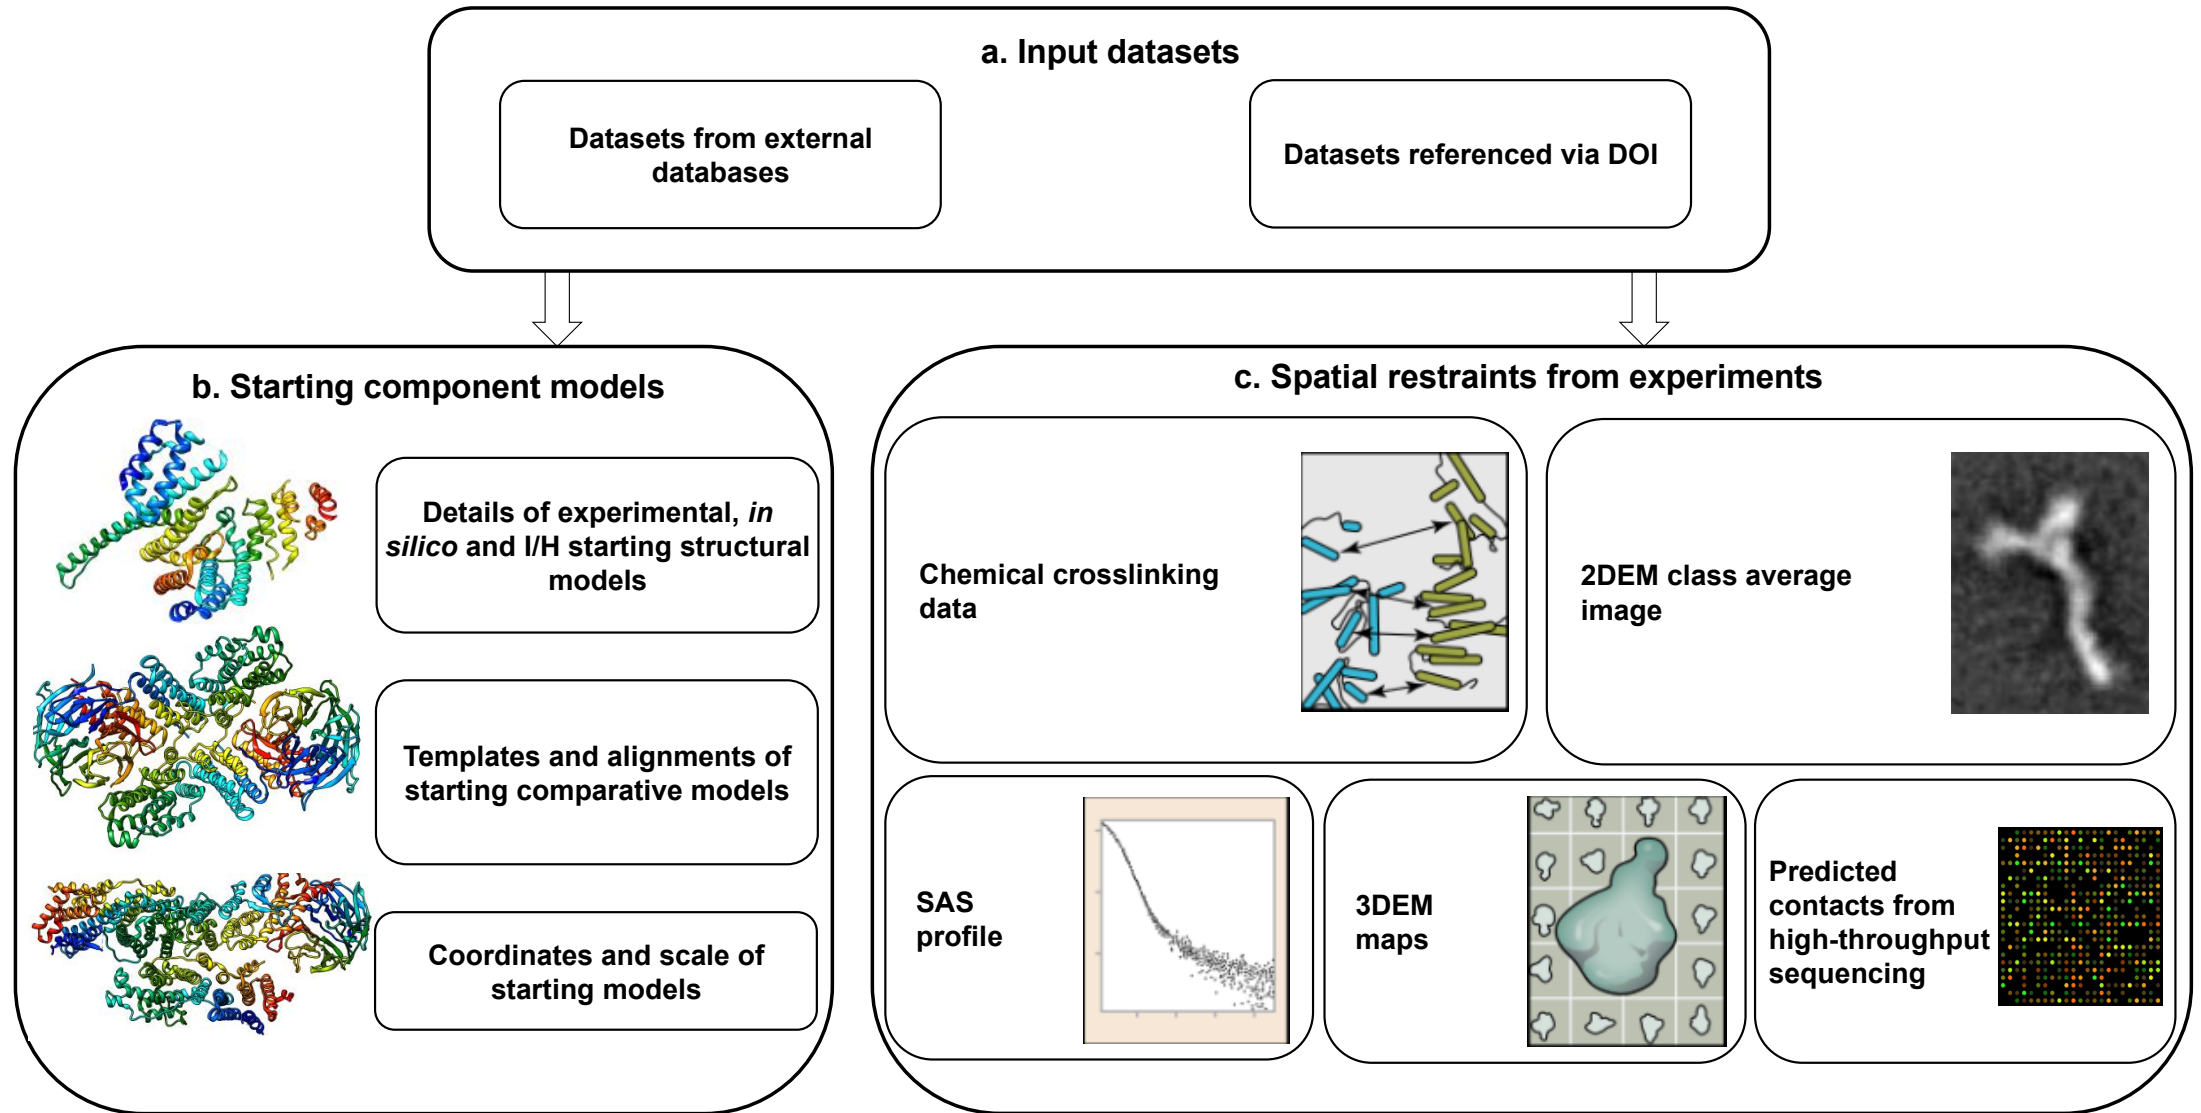 a. Input datasets
Datasets from external
databases
Datasets referenced via DOI
b. Starting component models
Details of experimental, in
silico and I/H starting structural
models
Templates and alignments of
starting comparative models
Coordinates and scale of
starting models
c. Spatial restraints from experiments
Chemical crosslinking
data
2DEM class average
image
SAS
profile
3DEM
maps
Predicted
contacts from
high-throughput
sequencing